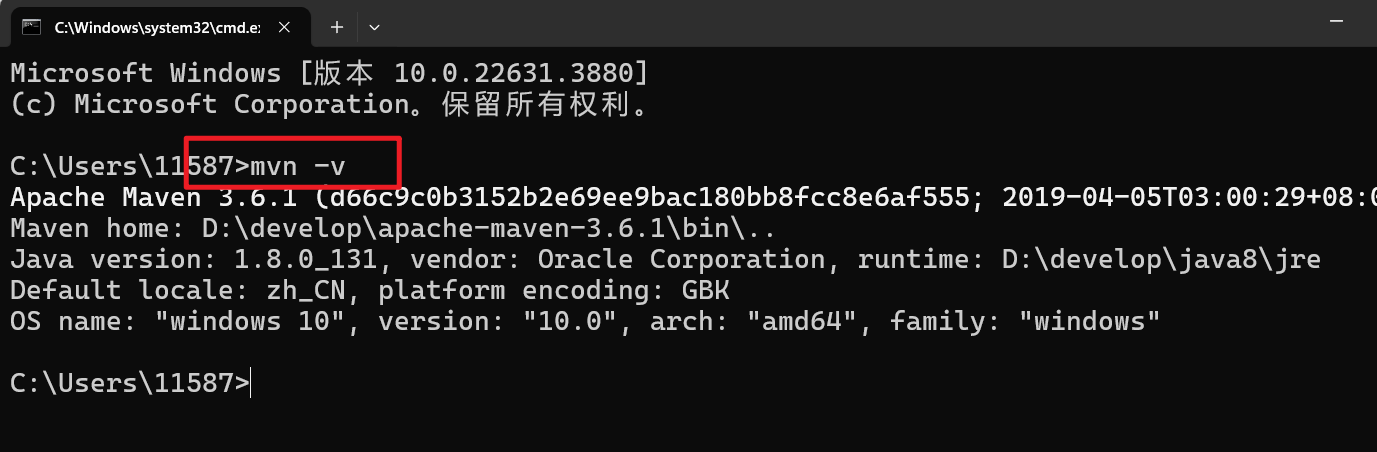 C:\Windows\system32\cmd.ex
Microsoft Windows [版本 10.0.22631.3880]
(c) Microsoft Corporation。保留所有权利。
C:\Users\11587>mvn -v
Apache Maven 3.6.1 (d66c9c0b3152b2e69ee9bac180bb8fcc8e6af555; 2019-04-05T03:00:29+08:0
Maven home: D:\develop\apache-maven-3.6.1\bin\..
Java version: 1.8.0_131, vendor: Oracle Corporation, runtime: D:\develop\java8\jre
Default locale: zh_CN, platform encoding: GBK
OS name: "windows 10", version: "10.0", arch: "amd64", family: "windows"
C:\Users\11587>